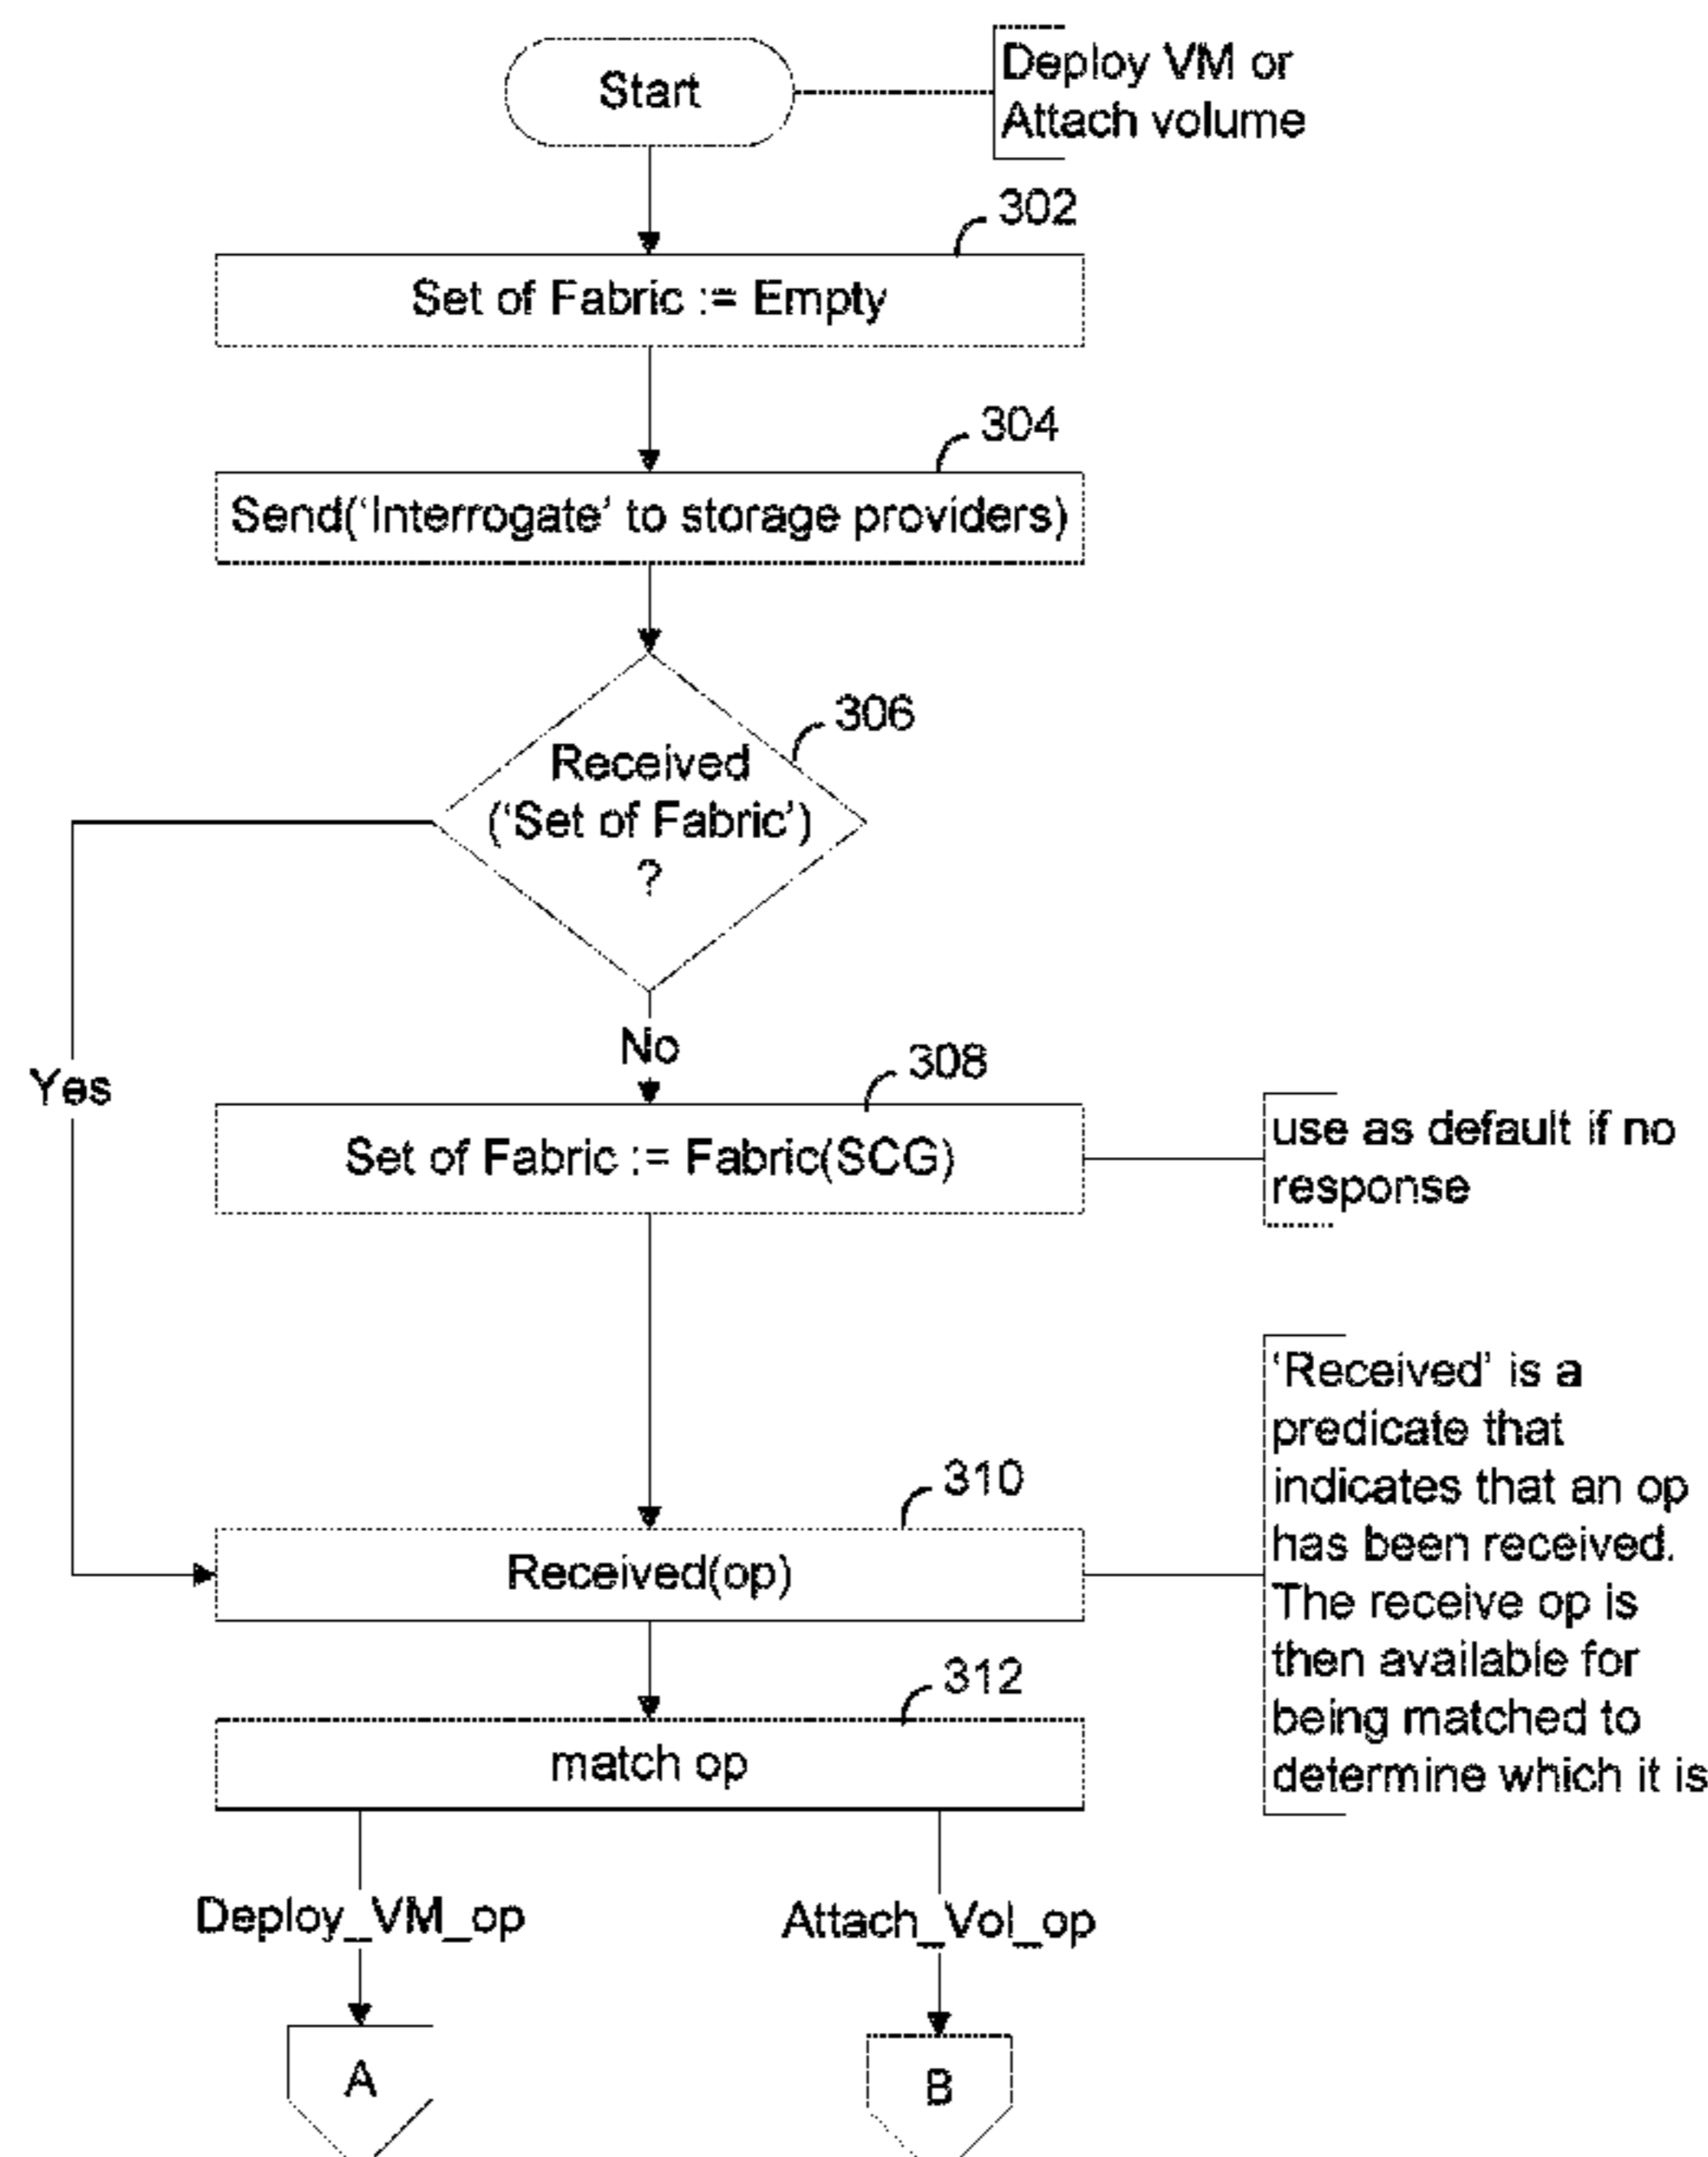 Start
Deploy VM or
Attach volume
302
Set of Fabric := Empty
304
Send('Interrogate' to storage providers)
306
Received
('Set of Fabric')
?
No
Yes
308
Set of Fabric := Fabric(SCG)
use as default if no
response
310
Received(op)
'Received' is a
predicate that
indicates that an op
has been received.
The receive op is
then available for
being matched to
determine which it is
312
match op
Deploy_VM_op
Attach_Vol_op
A
B